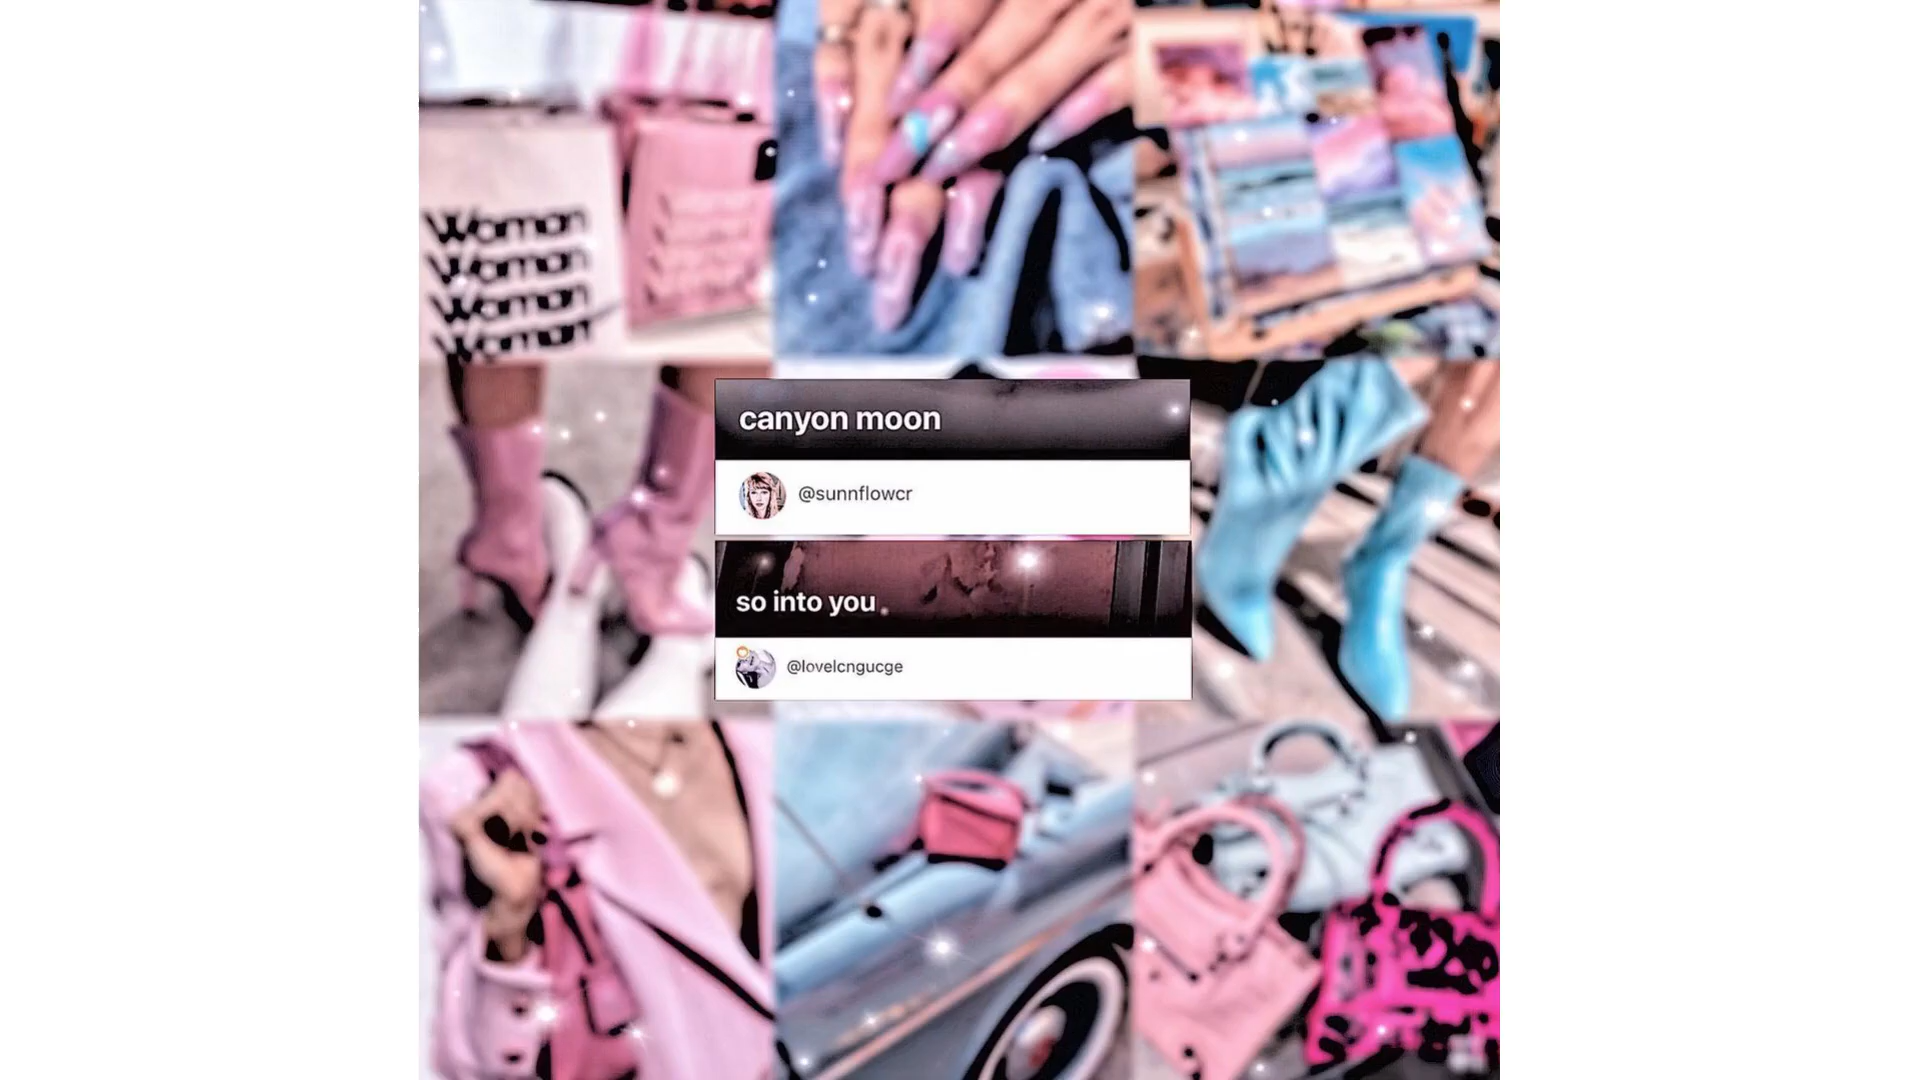 Woman
Woman
Woman
Woman
canyon moon
@sunnflowcr
so into you
@lovelcngucge